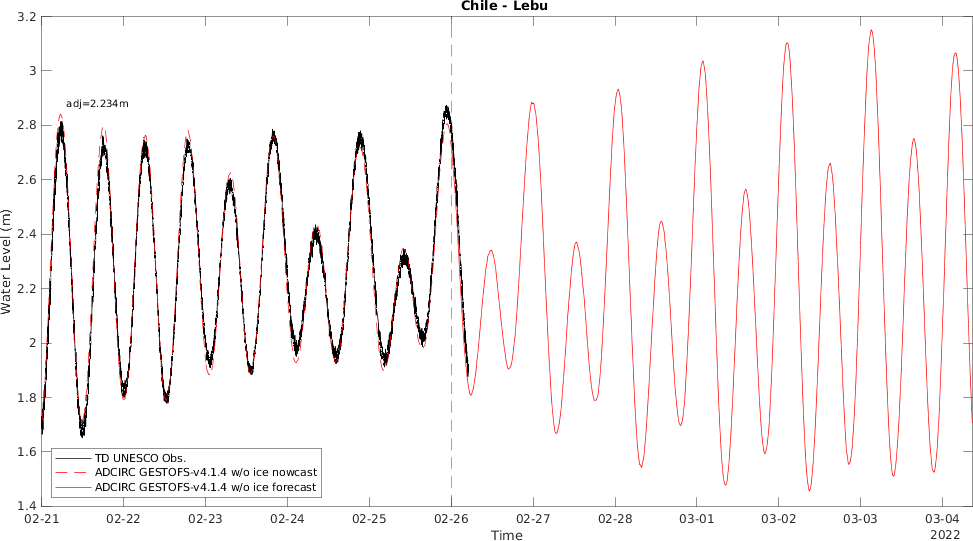 Chile - Lebu
3.2
3
2.8
2.6
2.4
2.2
2
1.8
1.6
1.4
Water Level (m)
adj=2.234m
TD UNESCO Obs.
ADCIRC GESTOFS-v4.1.4 w/o ice nowcast
ADCIRC GESTOFS-v4.1.4 w/o ice forecast
02-21 02-22 02-23 02-24 02-25 02-26 02-27 02-28 03-01 03-02 03-03 03-04
Time
2022